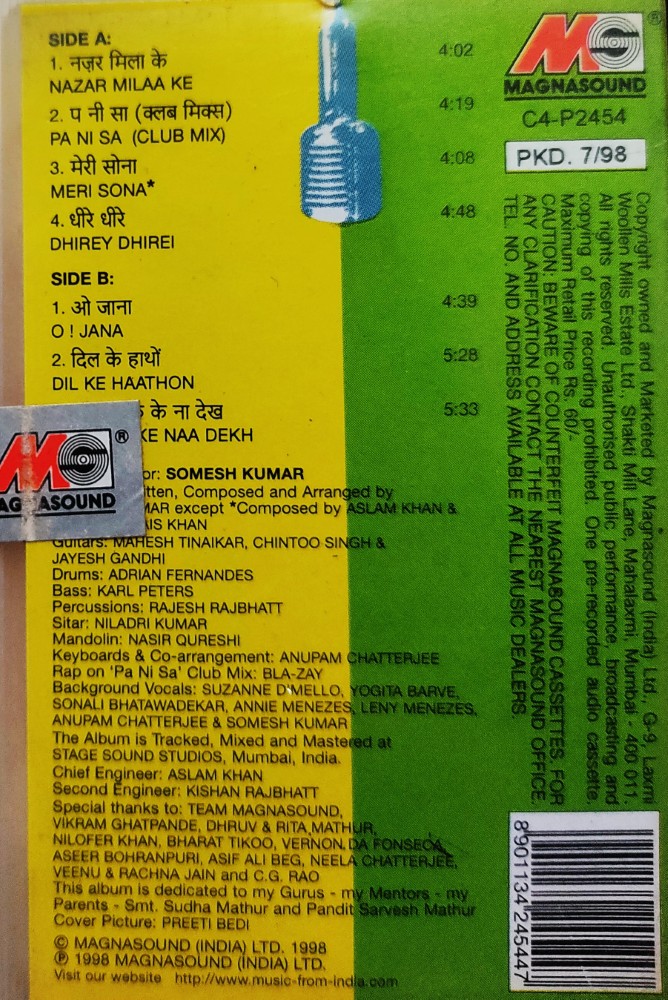 SIDE A:
1. नज़र मिला के 4:02
NAZAR MILAA KE
2. प नी सा (क्लब मिक्स) 4:19
PA NI SA (CLUB MIX)
3. मेरी सोना 4:08
MERI SONA*
4. धीरे धीरे 4:48
DHIREY DHIREI
SIDE B:
1. ओ जाना 4:39
O ! JANA
2. दिल के हाथों 5:28
DIL KE HAATHON
के ना देख 5:33
KE NAA DEKH
MAGNASOUND
or: SOMESH KUMAR
itten, Composed and Arranged by
MAR except *Composed by ASLAM KHAN &
AIS KHAN
Guitars: MAHESH TINAIKAR, CHINTOO SINGH &
JAYESH GANDHI
Drums: ADRIAN FERNANDES
Bass: KARL PETERS
Percussions: RAJESH RAJBHATT
Sitar: NILADRI KUMAR
Mandolin: NASIR QURESHI
Keyboards & Co-arrangement: ANUPAM CHATTERJEE
Rap on 'Pa Ni Sa' Club Mix: BLA-ZAY
Background Vocals: SUZANNE D'MELLO, YOGITA BARVE,
SONALI BHATAWADEKAR, ANNIE MENEZES, LENY MENEZES,
ANUPAM CHATTERJEE & SOMESH KUMAR
The Album is Tracked, Mixed and Mastered at
STAGE SOUND STUDIOS, Mumbai, India.
Chief Engineer: ASLAM KHAN
Second Engineer: KISHAN RAJBHATT
Special thanks to: TEAM MAGNASOUND,
VIKRAM GHATPANDE, DHRUV & RITA MATHUR,
NILOFER KHAN, BHARAT TIKOO, VERNON DA FONSECA,
ASEER BOHRANPURI, ASIF ALI BEG, NEELA CHATTERJEE,
VEENU & RACHNA JAIN and C.G. RAO
This album is dedicated to my Gurus - my Mentors - my
Parents - Smt. Sudha Mathur and Pandit Sarvesh Mathur
Cover Picture: PREETI BEDI
© MAGNASOUND (INDIA) LTD. 1998
℗ 1998 MAGNASOUND (INDIA) LTD.
Visit our website http://www.music-from-india.com
MAGNASOUND
C4-P2454
PKD. 7/98
Copyright owned and Marketed by Magnasound (India) Ltd., G-9, Laxmi
Woollen Mills Estate Ltd., Shakti Mill Lane, Mahalaxmi, Mumbai - 400 011.
All rights reserved. Unauthorised public performance, broadcasting and
copying of this recording prohibited. One pre-recorded audio cassette.
Maximum Retail Price Rs. 60/-
CAUTION: BEWARE OF COUNTERFEIT MAGNASOUND CASSETTES. FOR
ANY CLARIFICATION CONTACT THE NEAREST MAGNASOUND OFFICE.
TEL. NO. AND ADDRESS AVAILABLE AT ALL MUSIC DEALERS.
8 901134 245447